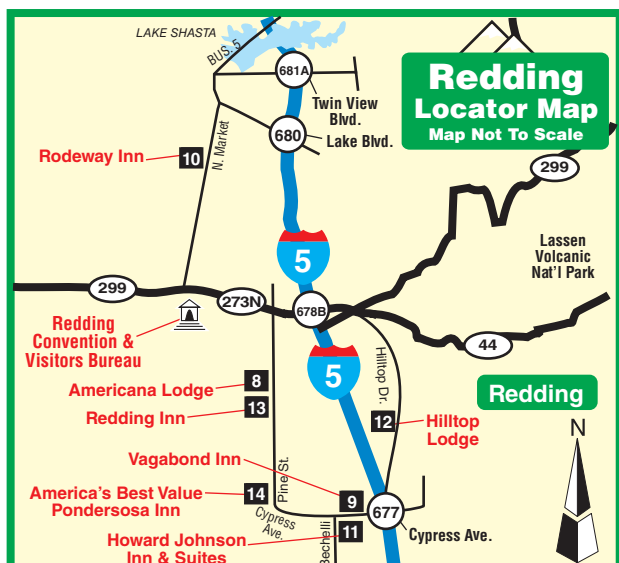 LAKE SHASTA
BUS. 5
681A
Twin View
Blvd.
Redding
Locator Map
Map Not To Scale
680
Lake Blvd.
Rodeway Inn
10
N. Market
299
5
Lassen
Volcanic
Nat'l Park
299
273N
678B
Redding
Convention &
Visitors Bureau
44
5
Hilltop Dr.
Americana Lodge
8
Redding
Redding Inn
13
12
Hilltop
Lodge
N
Vagabond Inn
9
America's Best Value
Pondersosa Inn
14
Pine St.
Cypress
Ave.
677
Cypress Ave.
Howard Johnson
Inn & Suites
11
Bechelli